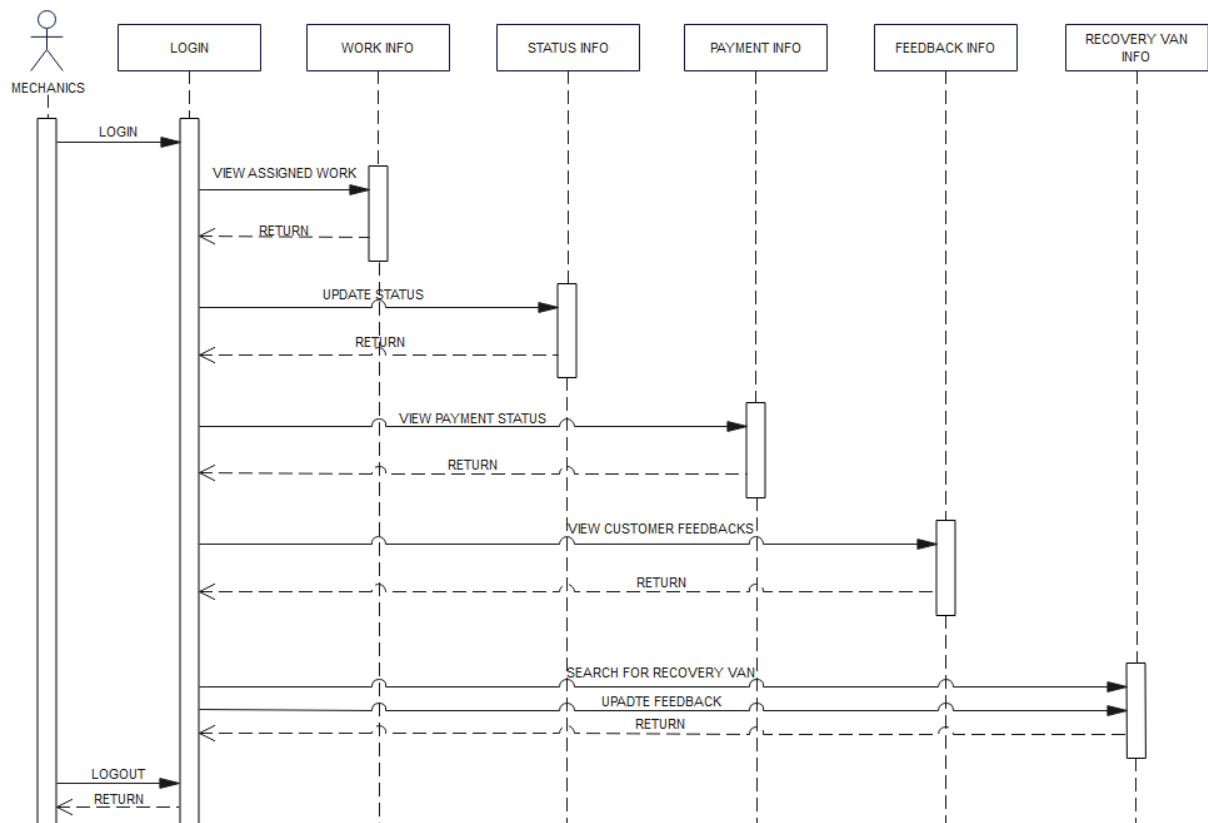 LOGIN
WORK INFO
STATUS INFO
PAYMENT INFO
FEEDBACK INFO
RECOVERY VAN
INFO
MECHANICS
LOGIN
VIEW ASSIGNED WORK
RETURN
UPDATE STATUS
RETURN
VIEW PAYMENT STATUS
RETURN
VIEW CUSTOMER FEEDBACKS
RETURN
SEARCH FOR RECOVERY VAN
UPADTE FEEDBACK
RETURN
LOGOUT
RETURN